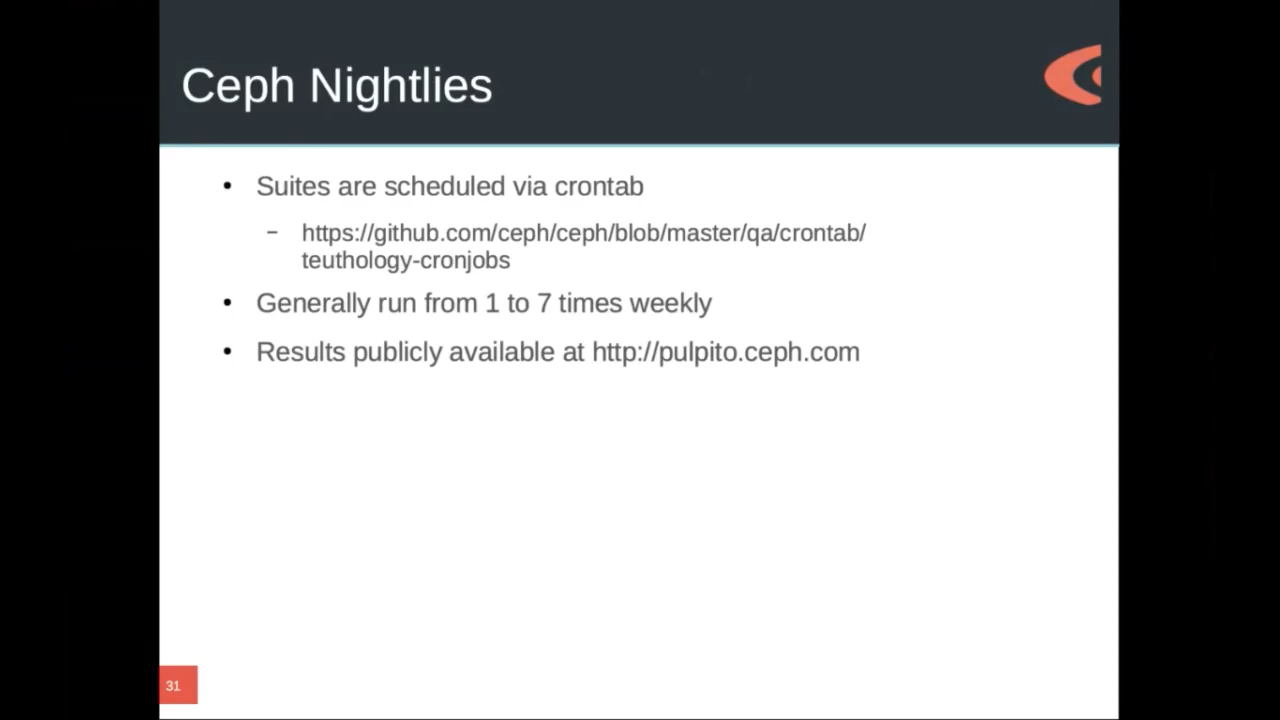 Ceph Nightlies
• Suites are scheduled via crontab
– https://github.com/ceph/ceph/blob/master/qa/crontab/
teuthology-cronjobs
• Generally run from 1 to 7 times weekly
• Results publicly available at http://pulpito.ceph.com
31